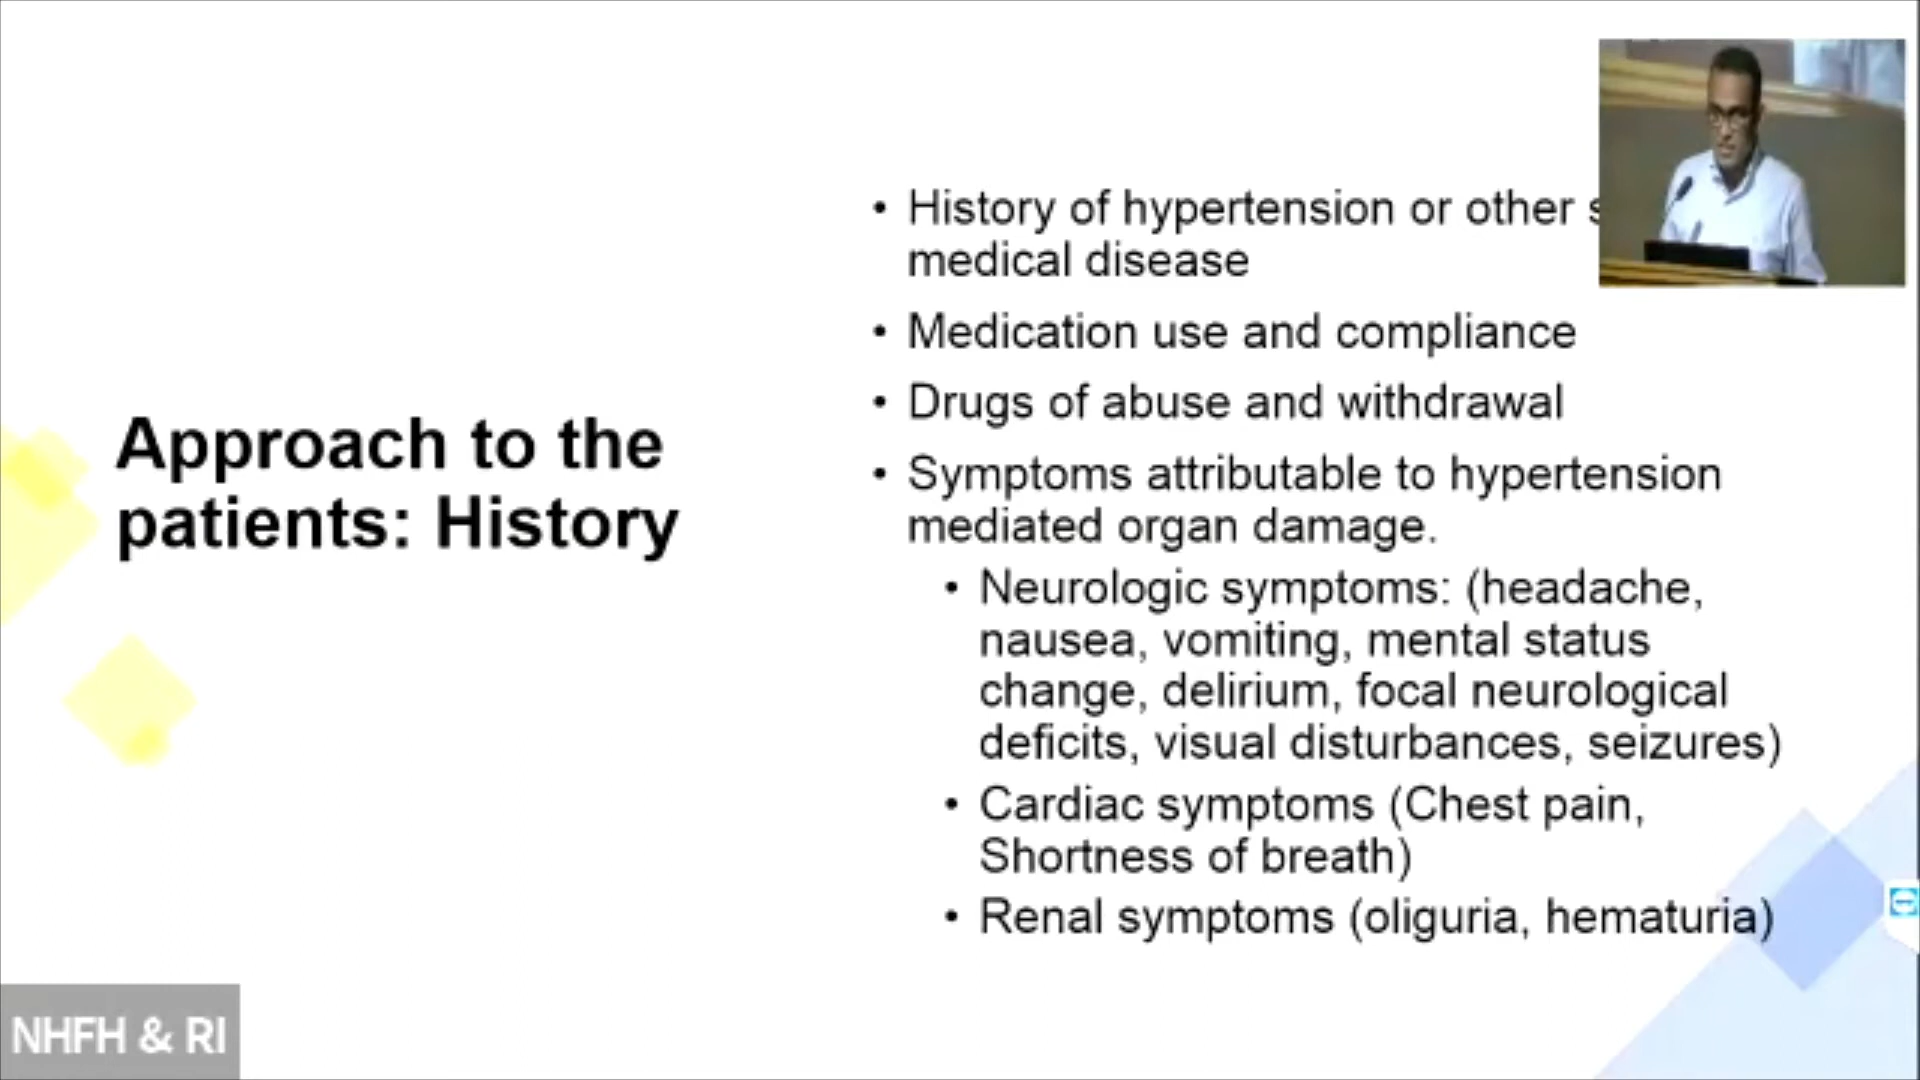 Approach to the
patients: History
• History of hypertension or other
medical disease
• Medication use and compliance
• Drugs of abuse and withdrawal
• Symptoms attributable to hypertension
mediated organ damage.
• Neurologic symptoms: (headache,
nausea, vomiting, mental status
change, delirium, focal neurological
deficits, visual disturbances, seizures)
• Cardiac symptoms (Chest pain,
Shortness of breath)
• Renal symptoms (oliguria, hematuria)
NHFH & RI